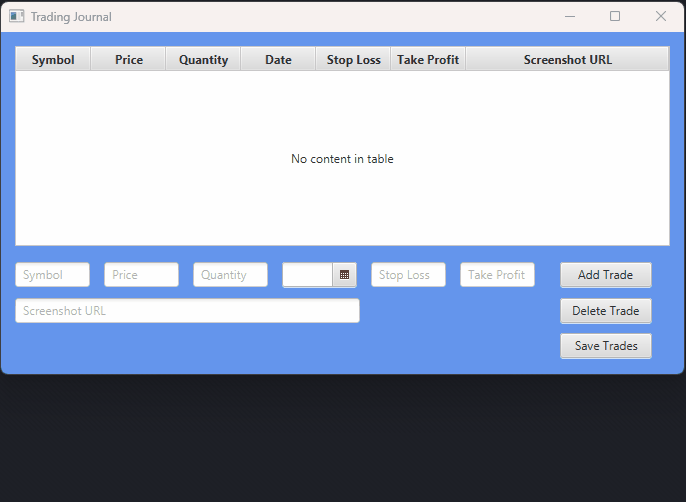 Trading Journal
Symbol Price Quantity Date Stop Loss Take Profit Screenshot URL
No content in table
Symbol Price Quantity Stop Loss Take Profit Add Trade
Screenshot URL Delete Trade
Save Trades